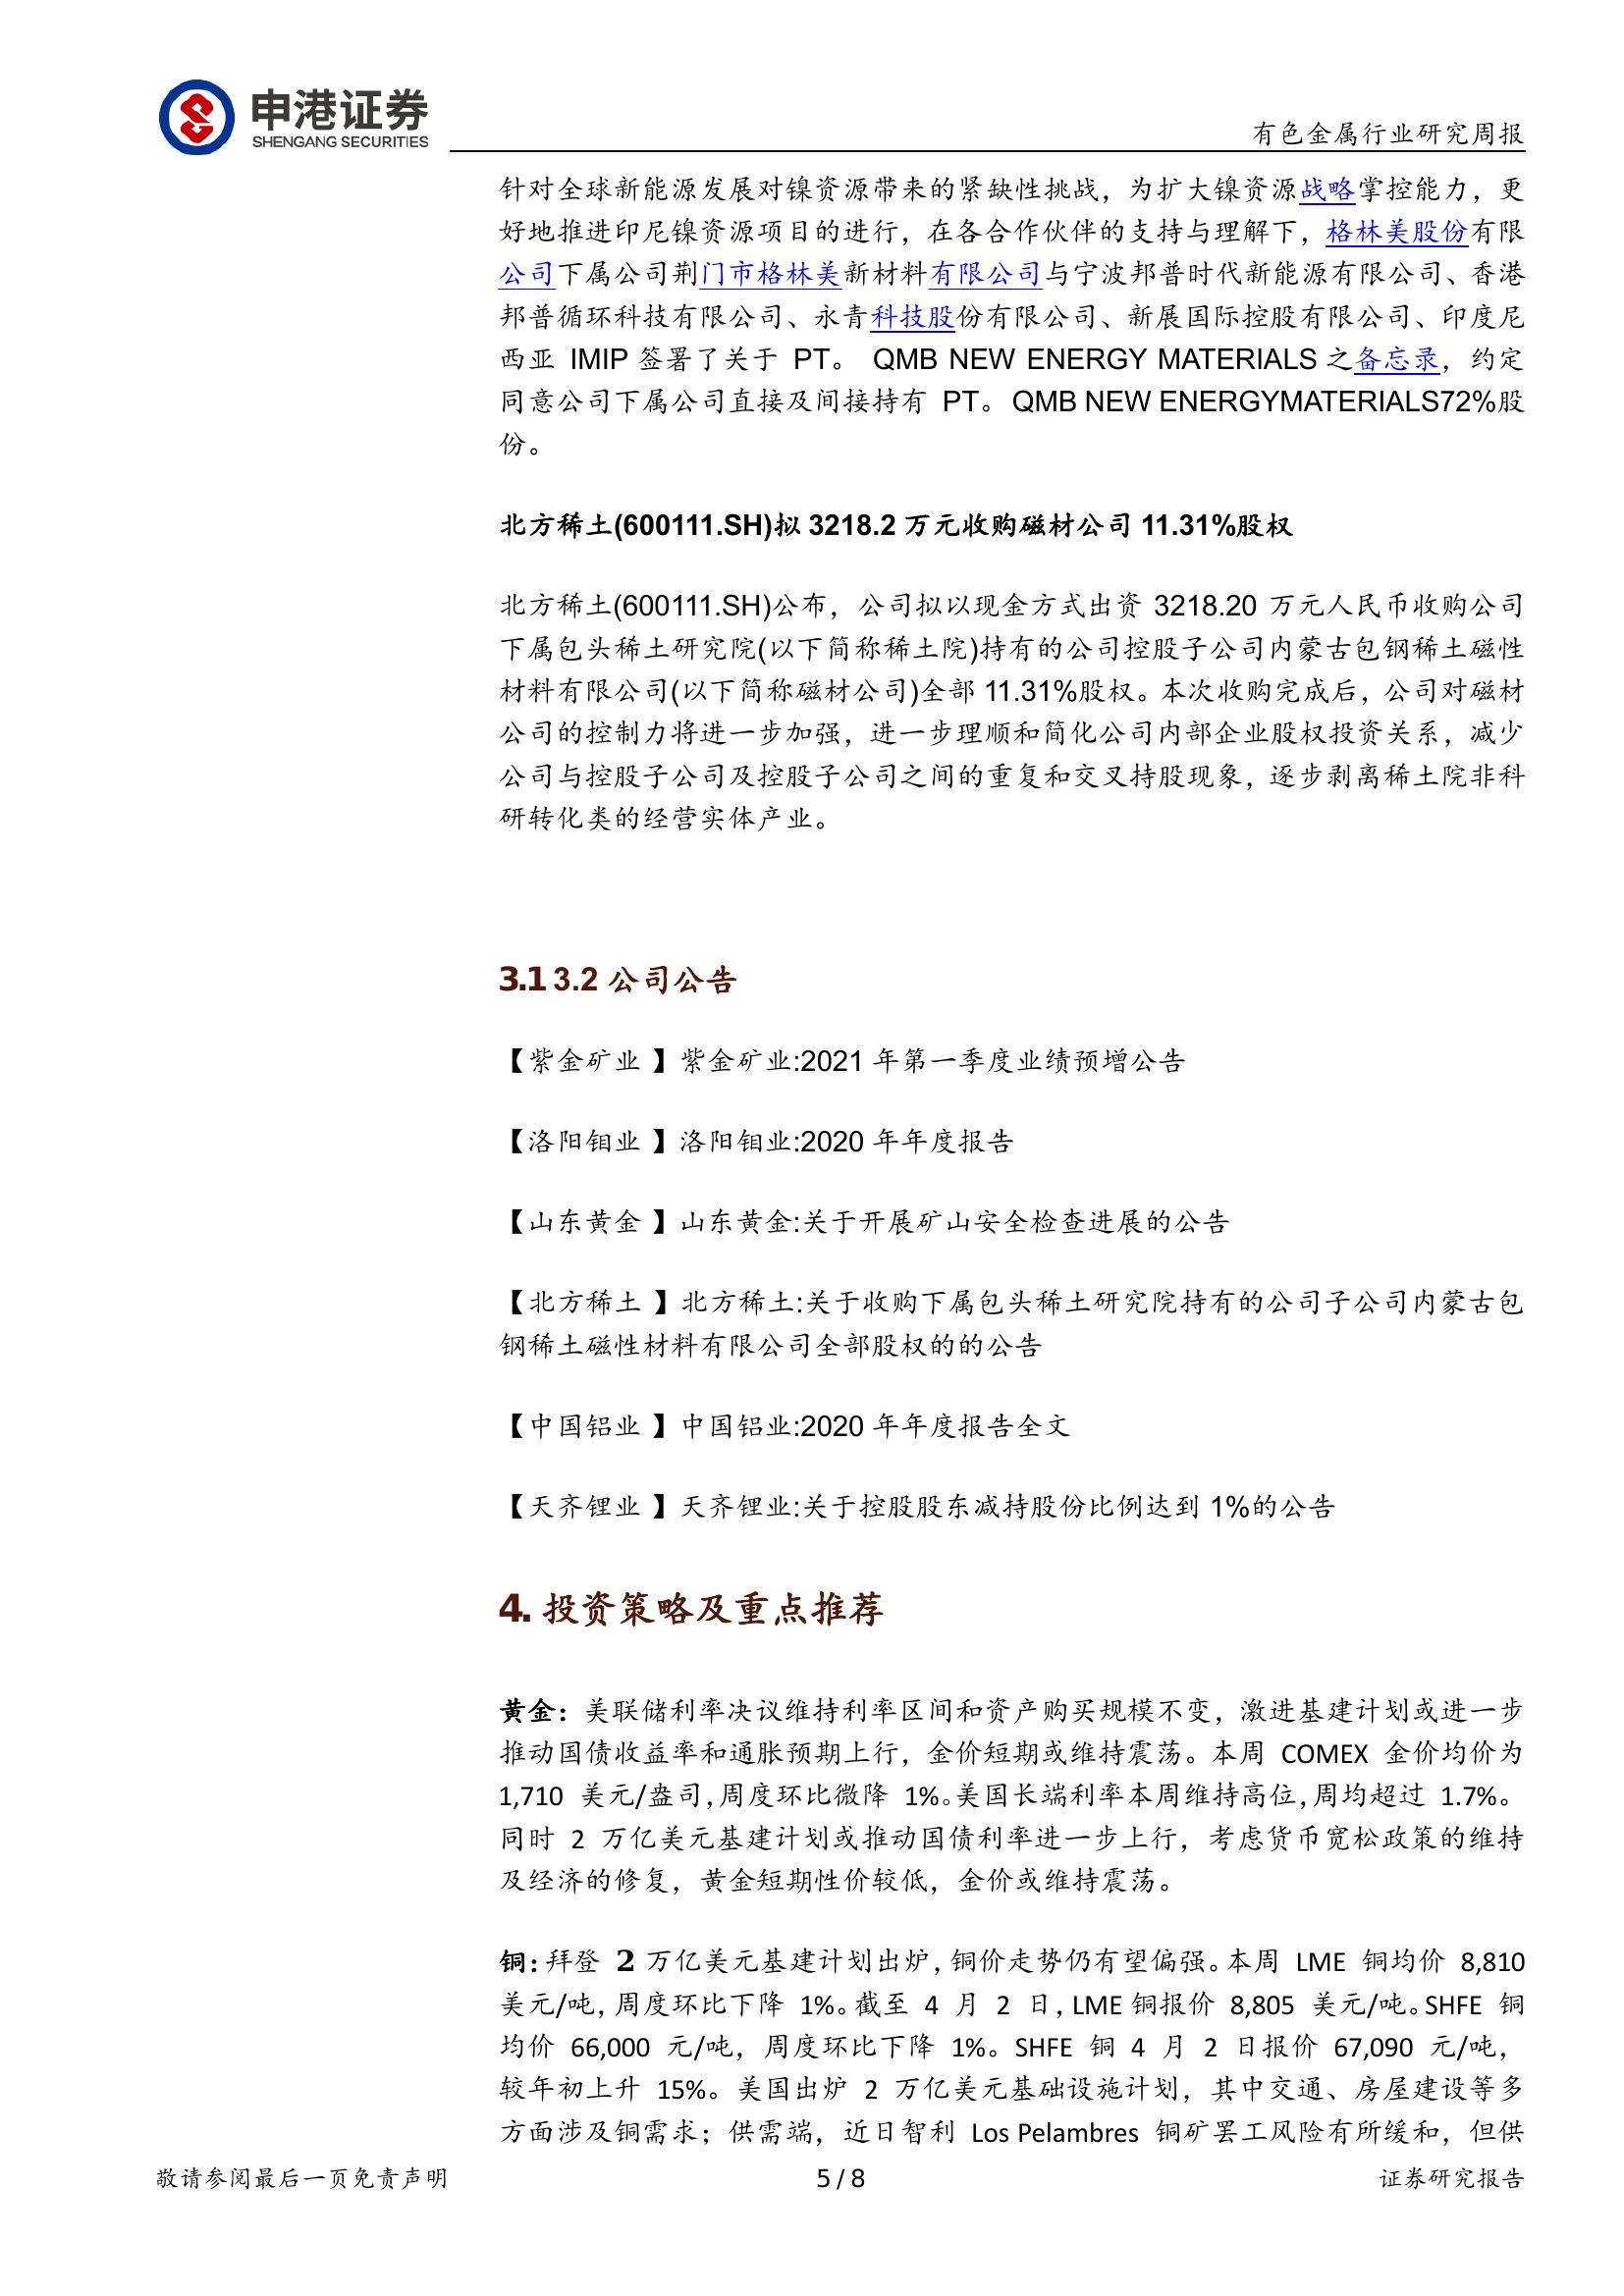 申港证券
SHENGANG SECURITIES
有色金属行业研究周报
针对全球新能源发展对镍资源带来的紧缺性挑战，为扩大镍资源战略掌控能力，更
好地推进印尼镍资源项目的进行，在各合作伙伴的支持与理解下，格林美股份有限
公司下属公司荆门市格林美新材料有限公司与宁波邦普时代新能源有限公司、香港
邦普循环科技有限公司、永青科技股份有限公司、新展国际控股有限公司、印度尼
西亚 IMIP 签署了关于 PT。 QMB NEW ENERGY MATERIALS 之备忘录，约定
同意公司下属公司直接及间接持有 PT。QMB NEW ENERGYMATERIALS72%股
份。
北方稀土(600111.SH)拟 3218.2 万元收购磁材公司 11.31%股权
北方稀土(600111.SH)公布，公司拟以现金方式出资 3218.20 万元人民币收购公司
下属包头稀土研究院(以下简称稀土院)持有的公司控股子公司内蒙古包钢稀土磁性
材料有限公司(以下简称磁材公司)全部 11.31%股权。本次收购完成后，公司对磁材
公司的控制力将进一步加强，进一步理顺和简化公司内部企业股权投资关系，减少
公司与控股子公司及控股子公司之间的重复和交叉持股现象，逐步剥离稀土院非科
研转化类的经营实体产业。
3.1 3.2 公司公告
【紫金矿业 】紫金矿业:2021 年第一季度业绩预增公告
【洛阳钼业 】洛阳钼业:2020 年年度报告
【山东黄金 】山东黄金:关于开展矿山安全检查进展的公告
【北方稀土 】北方稀土:关于收购下属包头稀土研究院持有的公司子公司内蒙古包
钢稀土磁性材料有限公司全部股权的的公告
【中国铝业 】中国铝业:2020 年年度报告全文
【天齐锂业 】天齐锂业:关于控股股东减持股份比例达到 1%的公告
4. 投资策略及重点推荐
黄金：美联储利率决议维持利率区间和资产购买规模不变，激进基建计划或进一步
推动国债收益率和通胀预期上行，金价短期或维持震荡。本周 COMEX 金价均价为
1,710 美元/盎司，周度环比微降 1%。美国长端利率本周维持高位，周均超过 1.7%。
同时 2 万亿美元基建计划或推动国债利率进一步上行，考虑货币宽松政策的维持
及经济的修复，黄金短期性价较低，金价或维持震荡。
铜：拜登 2 万亿美元基建计划出炉，铜价走势仍有望偏强。本周 LME 铜均价 8,810
美元/吨，周度环比下降 1%。截至 4 月 2 日，LME 铜报价 8,805 美元/吨。SHFE 铜
均价 66,000 元/吨，周度环比下降 1%。SHFE 铜 4 月 2 日报价 67,090 元/吨，
较年初上升 15%。美国出炉 2 万亿美元基础设施计划，其中交通、房屋建设等多
方面涉及铜需求；供需端，近日智利 Los Pelambres 铜矿罢工风险有所缓和，但供
敬请参阅最后一页免责声明
5 / 8
证券研究报告